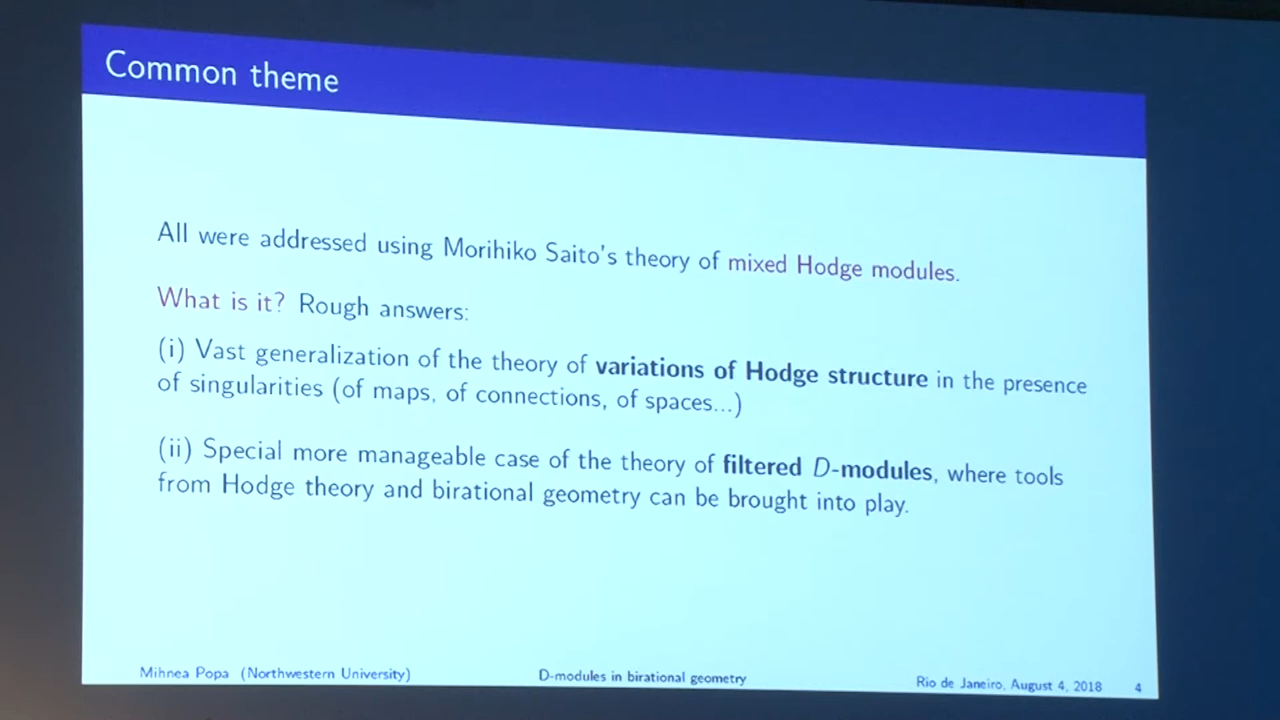 Common theme
All were addressed using Morihiko Saito's theory of mixed Hodge modules.
What is it? Rough answers:
(i) Vast generalization of the theory of variations of Hodge structure in the presence
of singularities (of maps, of connections, of spaces...)
(ii) Special more manageable case of the theory of filtered D-modules, where tools
from Hodge theory and birational geometry can be brought into play.
Mihnea Popa (Northwestern University)
D-modules in birational geometry
Rio de Janeiro, August 4, 2018
4